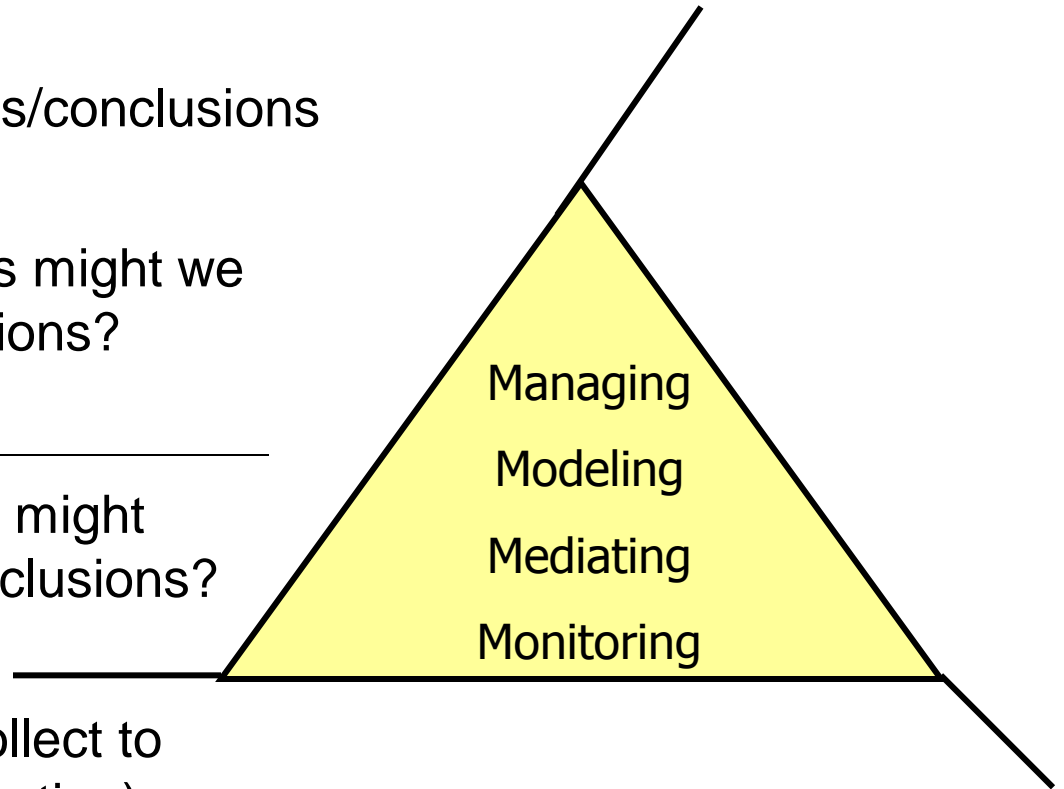 s/conclusions
s might we
ions?
might
clusions?
ollect to
Managing
Modeling
Mediating
Monitoring